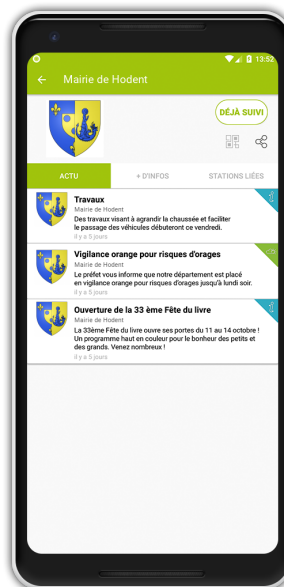 13:52
Mairie de Hodent
DÉJÀ SUIVI
ACTU
+ D'INFOS
STATIONS LIÉES
Travaux
Mairie de Hodent
Des travaux visant à agrandir la chaussée et faciliter
le passage des véhicules débuteront ce vendredi.
il y a 5 jours
Vigilance orange pour risques d'orages
Mairie de Hodent
Le préfet vous informe que notre département est placé
en vigilance orange pour risques d'orages jusqu'à lundi soir.
il y a 5 jours
Ouverture de la 33 ème Fête du livre
Mairie de Hodent
La 33ème Fête du livre ouvre ses portes du 11 au 14 octobre !
Un programme haut en couleur pour le bonheur des petits et
des grands. Venez nombreux !
il y a 5 jours